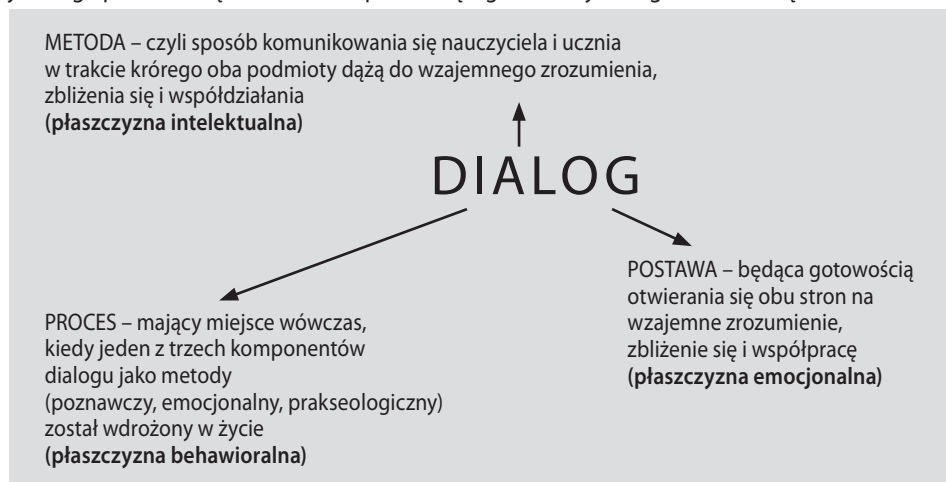 METODA – czyli sposób komunikowania się nauczyciela i ucznia
w trakcie krórego oba podmioty dążą do wzajemnego zrozumienia,
zbliżenia się i współdziałania
(płaszczyzna intelektualna)
DIALOG
POSTAWA – będąca gotowością
otwierania się obu stron na
wzajemne zrozumienie,
zbliżenie się i współpracę
(płaszczyzna emocjonalna)
PROCES – mający miejsce wówczas,
kiedy jeden z trzech komponentów
dialogu jako metody
(poznawczy, emocjonalny, prakseologiczny)
został wdrożony w życie
(płaszczyzna behawioralna)